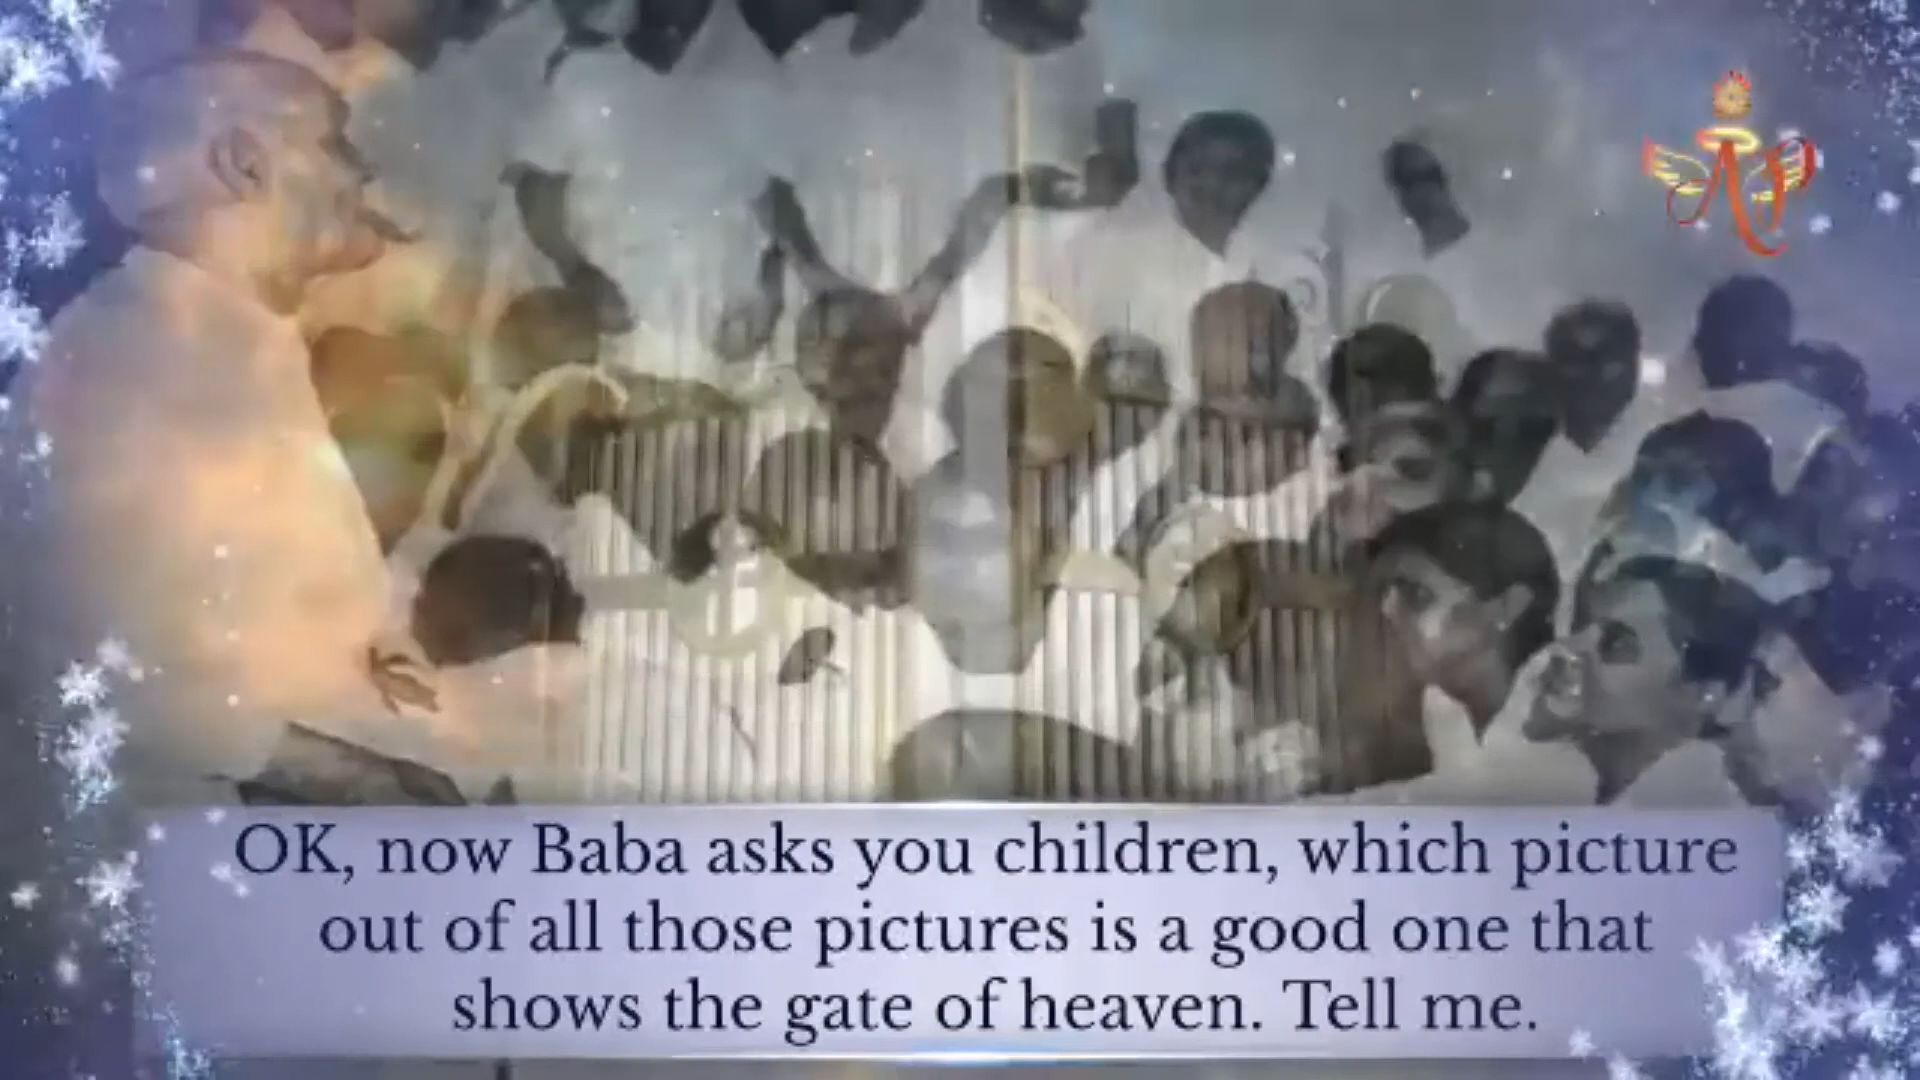 AP
OK, now Baba asks you children, which picture
out of all those pictures is a good one that
shows the gate of heaven. Tell me.